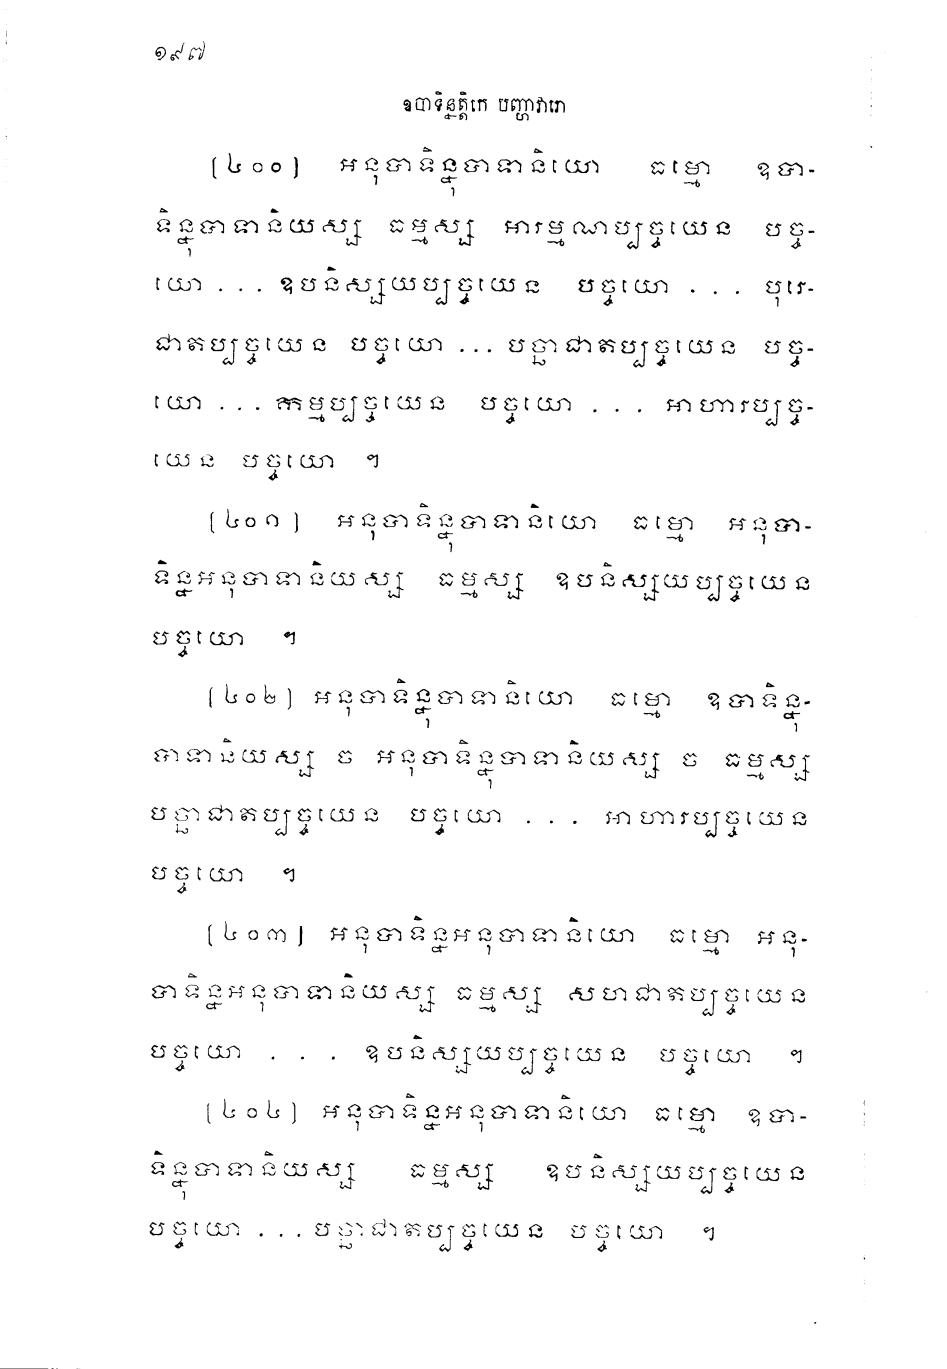 ១៩៧
ឧបាទិន្នត្តិកេ បញ្ហាវារោ
[៤០០] អនុបាទិន្នុបាទានិយោ ធម្មោ ឧបា-
ទិន្នុបាទានិយស្ស ធម្មស្ស អារម្មណប្បច្ចយេន បច្ច-
យោ ... ឧបនិស្សយប្បច្ចយេន បច្ចយោ ... បុរេ-
ជាតប្បច្ចយេន បច្ចយោ ... បច្ឆាជាតប្បច្ចយេន បច្ច-
យោ ... កម្មប្បច្ចយេន បច្ចយោ ... អាហារប្បច្ច-
យេន បច្ចយោ ។
[៤០១] អនុបាទិន្នុបាទានិយោ ធម្មោ អនុបា-
ទិន្នអនុបាទានិយស្ស ធម្មស្ស ឧបនិស្សយប្បច្ចយេន
បច្ចយោ ។
[៤០២] អនុបាទិន្នុបាទានិយោ ធម្មោ ឧបាទិន្នុ-
បាទានិយស្ស ច អនុបាទិន្នុបាទានិយស្ស ច ធម្មស្ស
បច្ឆាជាតប្បច្ចយេន បច្ចយោ ... អាហារប្បច្ចយេន
បច្ចយោ ។
[៤០៣] អនុបាទិន្នអនុបាទានិយោ ធម្មោ អនុ-
បាទិន្នអនុបាទានិយស្ស ធម្មស្ស សហជាតប្បច្ចយេន
បច្ចយោ ... ឧបនិស្សយប្បច្ចយេន បច្ចយោ ។
[៤០៤] អនុបាទិន្នអនុបាទានិយោ ធម្មោ ឧបា-
ទិន្នុបាទានិយស្ស ធម្មស្ស ឧបនិស្សយប្បច្ចយេន
បច្ចយោ ... បច្ឆាជាតប្បច្ចយេន បច្ចយោ ។